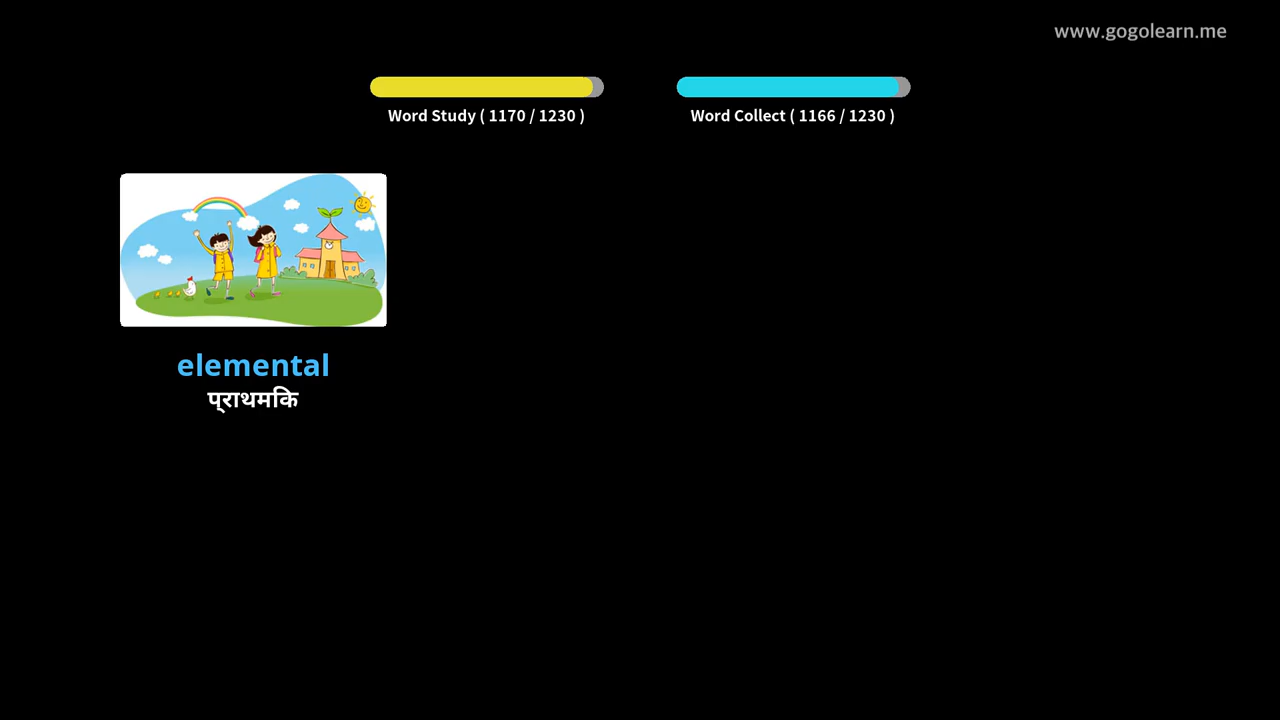 www.gogolearn.me
Word Study ( 1170 / 1230 )
Word Collect ( 1166 / 1230 )
elemental
प्राथमकि